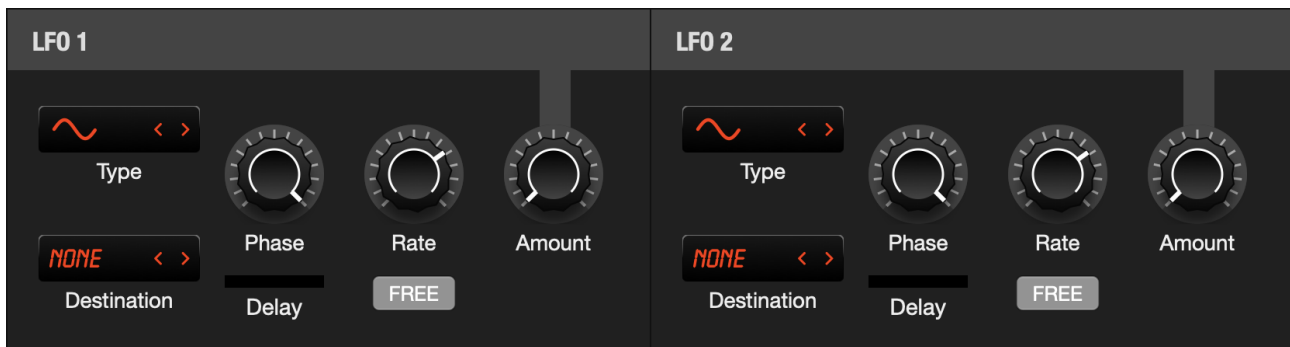 LFO 1
Type
Phase
Rate
Amount
NONE
Destination
Delay
FREE
LFO 2
Type
Phase
Rate
Amount
NONE
Destination
Delay
FREE